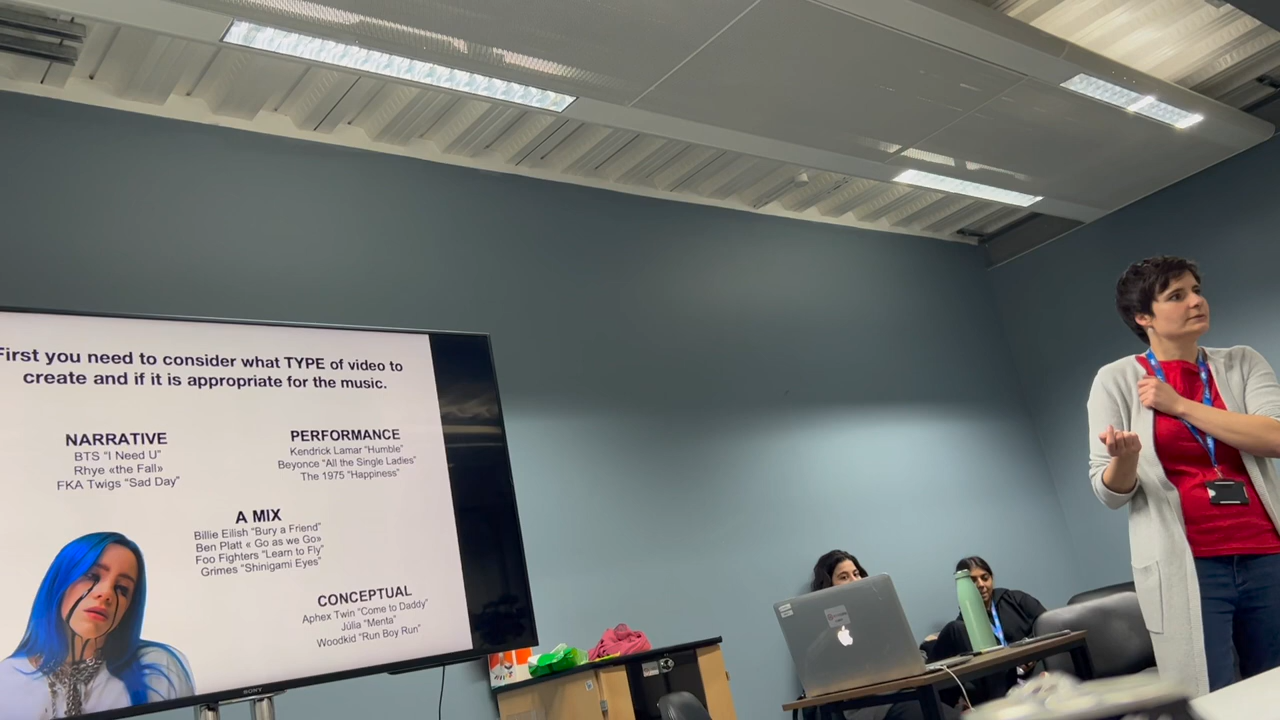 First you need to consider what TYPE of video to
create and if it is appropriate for the music.
NARRATIVE
BTS "I Need U"
Rhye «the Fall»
FKA Twigs "Sad Day"
PERFORMANCE
Kendrick Lamar "Humble"
Beyonce "All the Single Ladies"
The 1975 "Happiness"
A MIX
Billie Eilish "Bury a Friend"
Ben Platt « Go as we Go»
Foo Fighters "Learn to Fly"
Grimes "Shinigami Eyes"
CONCEPTUAL
Aphex Twin "Come to Daddy"
Júlia "Menta"
Woodkid "Run Boy Run"
SONY